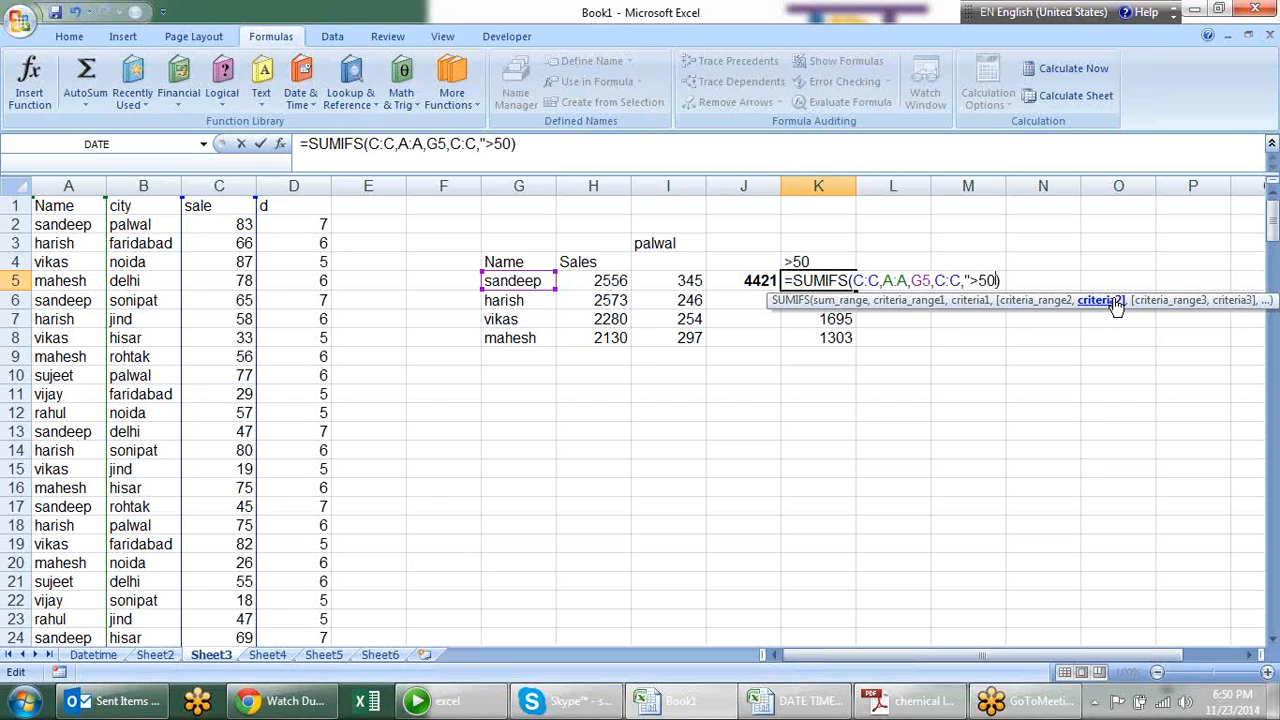 Book1 - Microsoft Excel
EN English (United States) Help
Home Insert Page Layout Formulas Data Review View Developer
fx Insert Function
Σ AutoSum
Recently Used
Financial
Logical
Text
Date & Time
Lookup & Reference
Math & Trig
More Functions
Function Library
Name Manager
Define Name
Use in Formula
Create from Selection
Defined Names
Trace Precedents
Trace Dependents
Remove Arrows
Show Formulas
Error Checking
Evaluate Formula
Formula Auditing
Watch Window
Calculation Options
Calculate Now
Calculate Sheet
Calculation
DATE fx =SUMIFS(C:C,A:A,G5,C:C,">50)
A B C D E F G H I J K L M N O P Q
1 Name city sale d
2 sandeep palwal 83 7
3 harish faridabad 66 6 palwal
4 vikas noida 87 5 Name Sales >50
5 mahesh delhi 78 6 sandeep 2556 345 4421 =SUMIFS(C:C,A:A,G5,C:C,">50)
6 sandeep sonipat 65 7 harish 2573 246
SUMIFS(sum_range, criteria_range1, criteria1, [criteria_range2, criteria2], [criteria_range3, criteria3], ...)
7 harish jind 58 6 vikas 2280 254 1695
8 vikas hisar 33 5 mahesh 2130 297 1303
9 mahesh rohtak 56 6
10 sujeet palwal 77 6
11 vijay faridabad 29 5
12 rahul noida 57 5
13 sandeep delhi 47 7
14 harish sonipat 80 6
15 vikas jind 19 5
16 mahesh hisar 75 6
17 sandeep rohtak 45 7
18 harish palwal 75 6
19 vikas faridabad 82 5
20 mahesh noida 26 6
21 sujeet delhi 55 6
22 vijay sonipat 18 5
23 rahul jind 47 5
24 sandeep hisar 69 7
Datetime Sheet2 Sheet3 Sheet4 Sheet5 Sheet6
Edit 100%
Sent Items ... Watch Du... excel Skype™ - s... Book1 DATE TIME... chemical l... GoToMeeti...
6:50 PM
11/23/2014